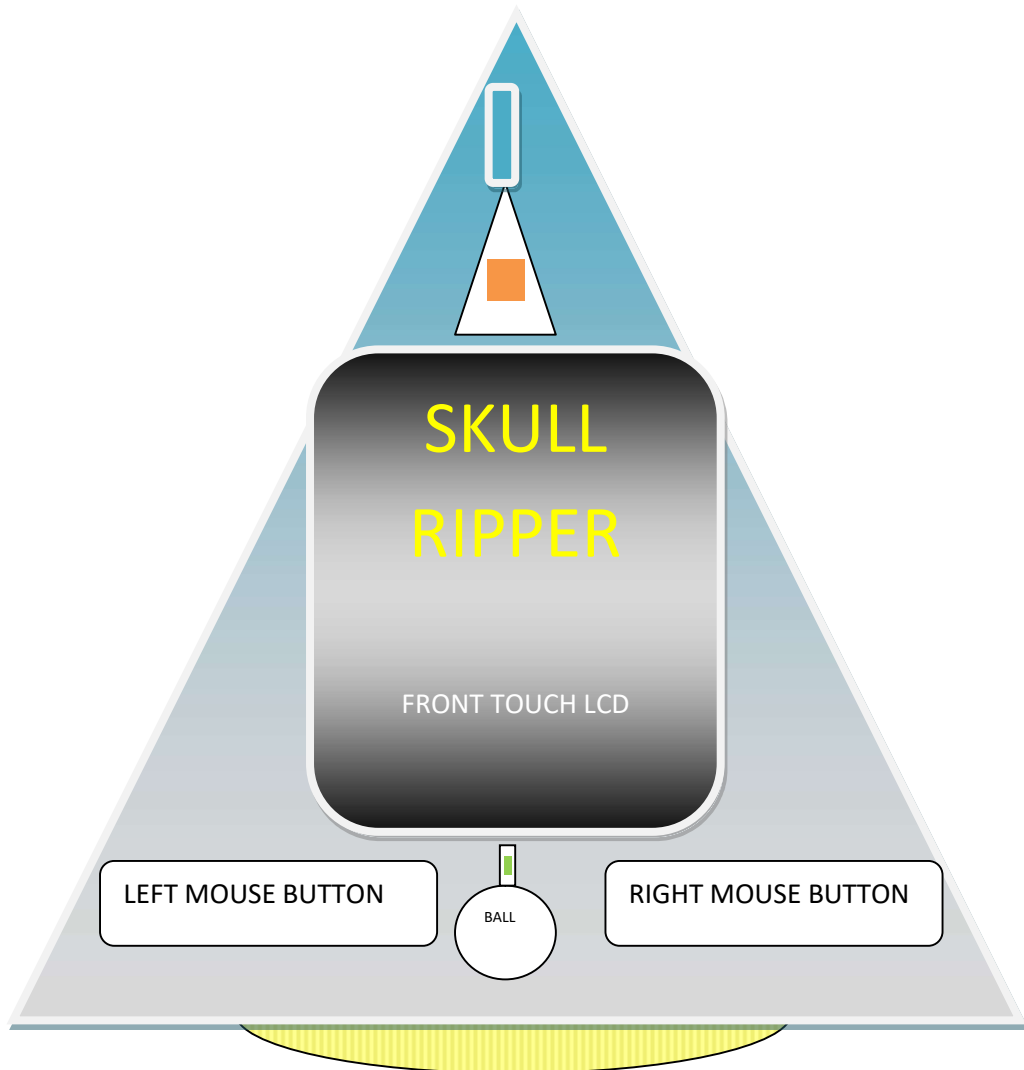 SKULL
RIPPER
FRONT TOUCH LCD
LEFT MOUSE BUTTON
BALL
RIGHT MOUSE BUTTON